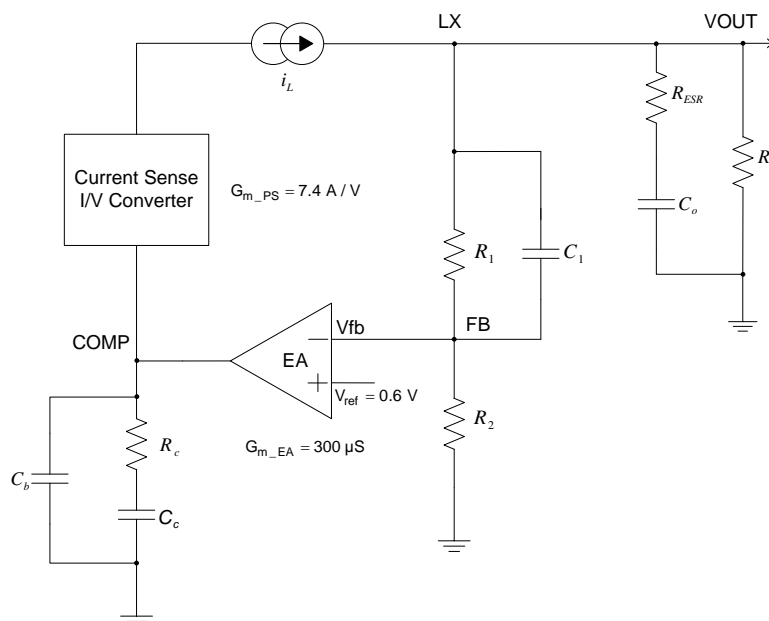 LX
VOUT
i_L
R_ESR
Current Sense
I/V Converter
G_m_PS = 7.4 A / V
R
C_o
R_1
C_1
COMP
Vfb
FB
EA
V_ref = 0.6 V
R_2
R_c
G_m_EA = 300 µS
C_b
C_c